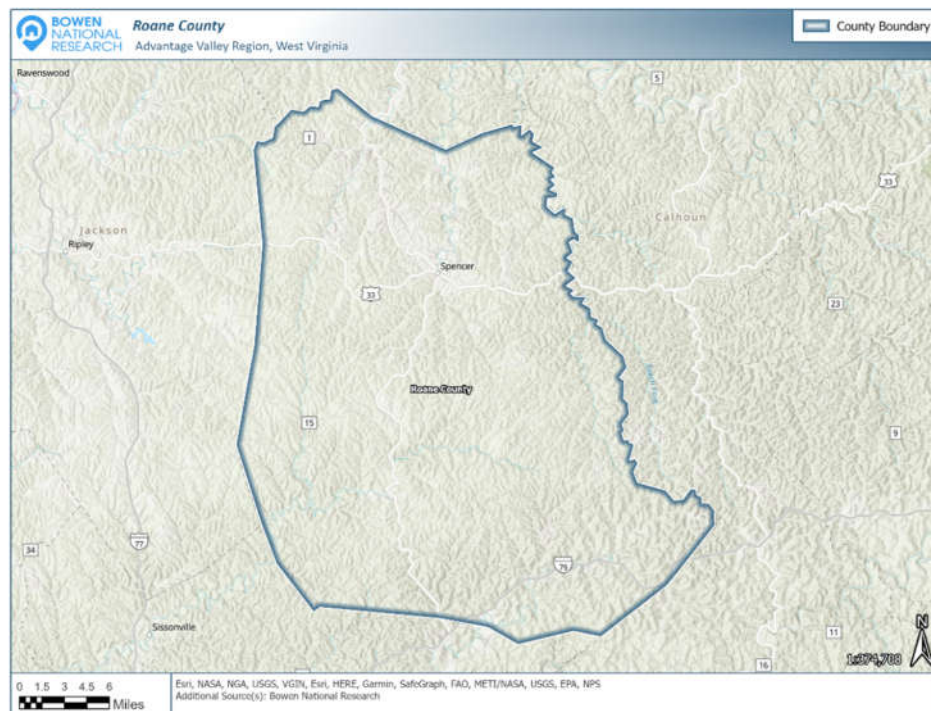 BOWEN
NATIONAL
RESEARCH
Roane County
Advantage Valley Region, West Virginia
County Boundary
Ravenswood
5
1
33
Calhoun
Jackson
Ripley
Spencer
33
23
Roane County
15
9
77
34
79
Sissonville
11
N
1:374,708
16
0 1.5 3 4.5 6
Miles
Esri, NASA, NGA, USGS, VGIN, Esri, HERE, Garmin, SafeGraph, FAO, METI/NASA, USGS, EPA, NPS
Additional Source(s): Bowen National Research